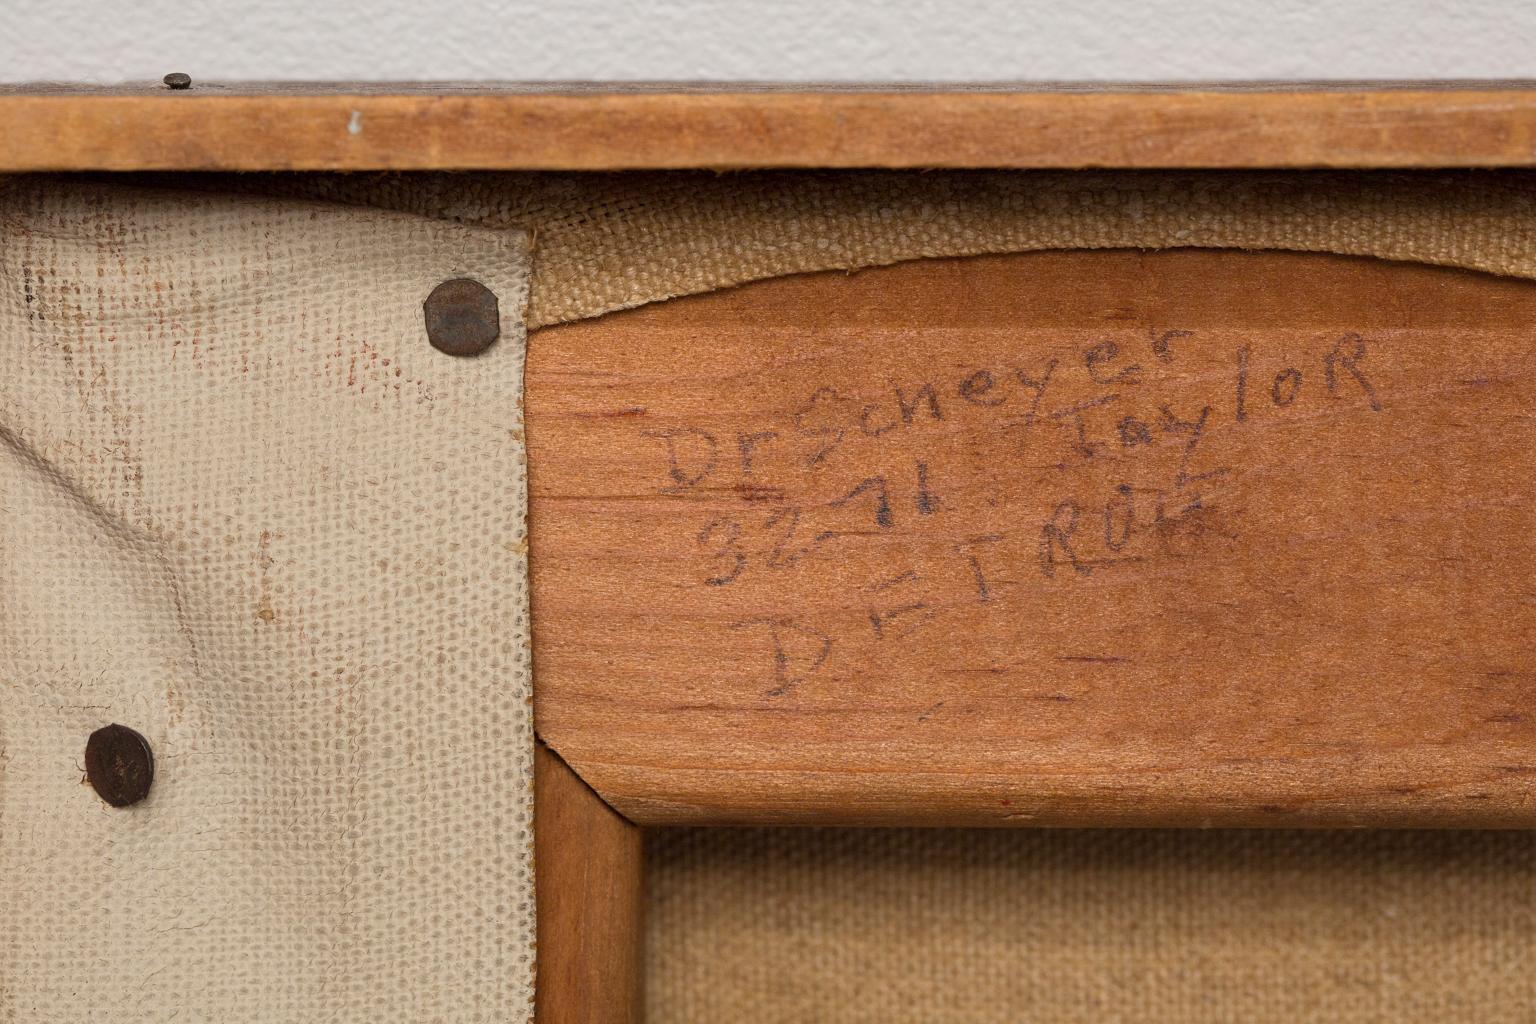 Dr Scheyer
3271. Taylor
DETROIT